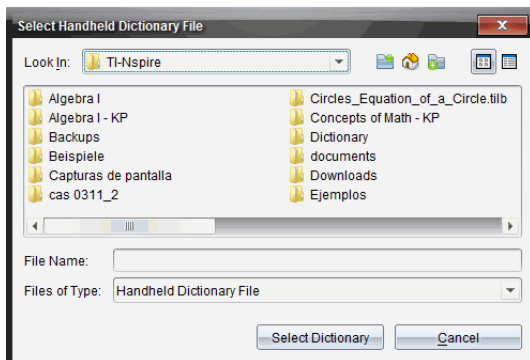 Select Handheld Dictionary File
Look In: TI-Nspire
Algebra I
Algebra I - KP
Backups
Beispiele
Capturas de pantalla
cas 0311_2
Circles_Equation_of_a_Circle.tilb
Concepts of Math - KP
Dictionary
documents
Downloads
Ejemplos
File Name:
Files of Type: Handheld Dictionary File
Select Dictionary Cancel